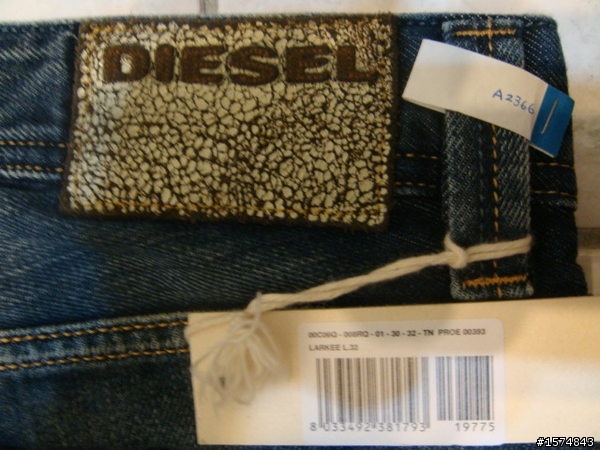 DIESEL
A2366
00C06Q - 008RQ - 01 - 30 - 32 - TN PROE 00393
LARKEE L.32
8 033492 381793
19775
#1574843